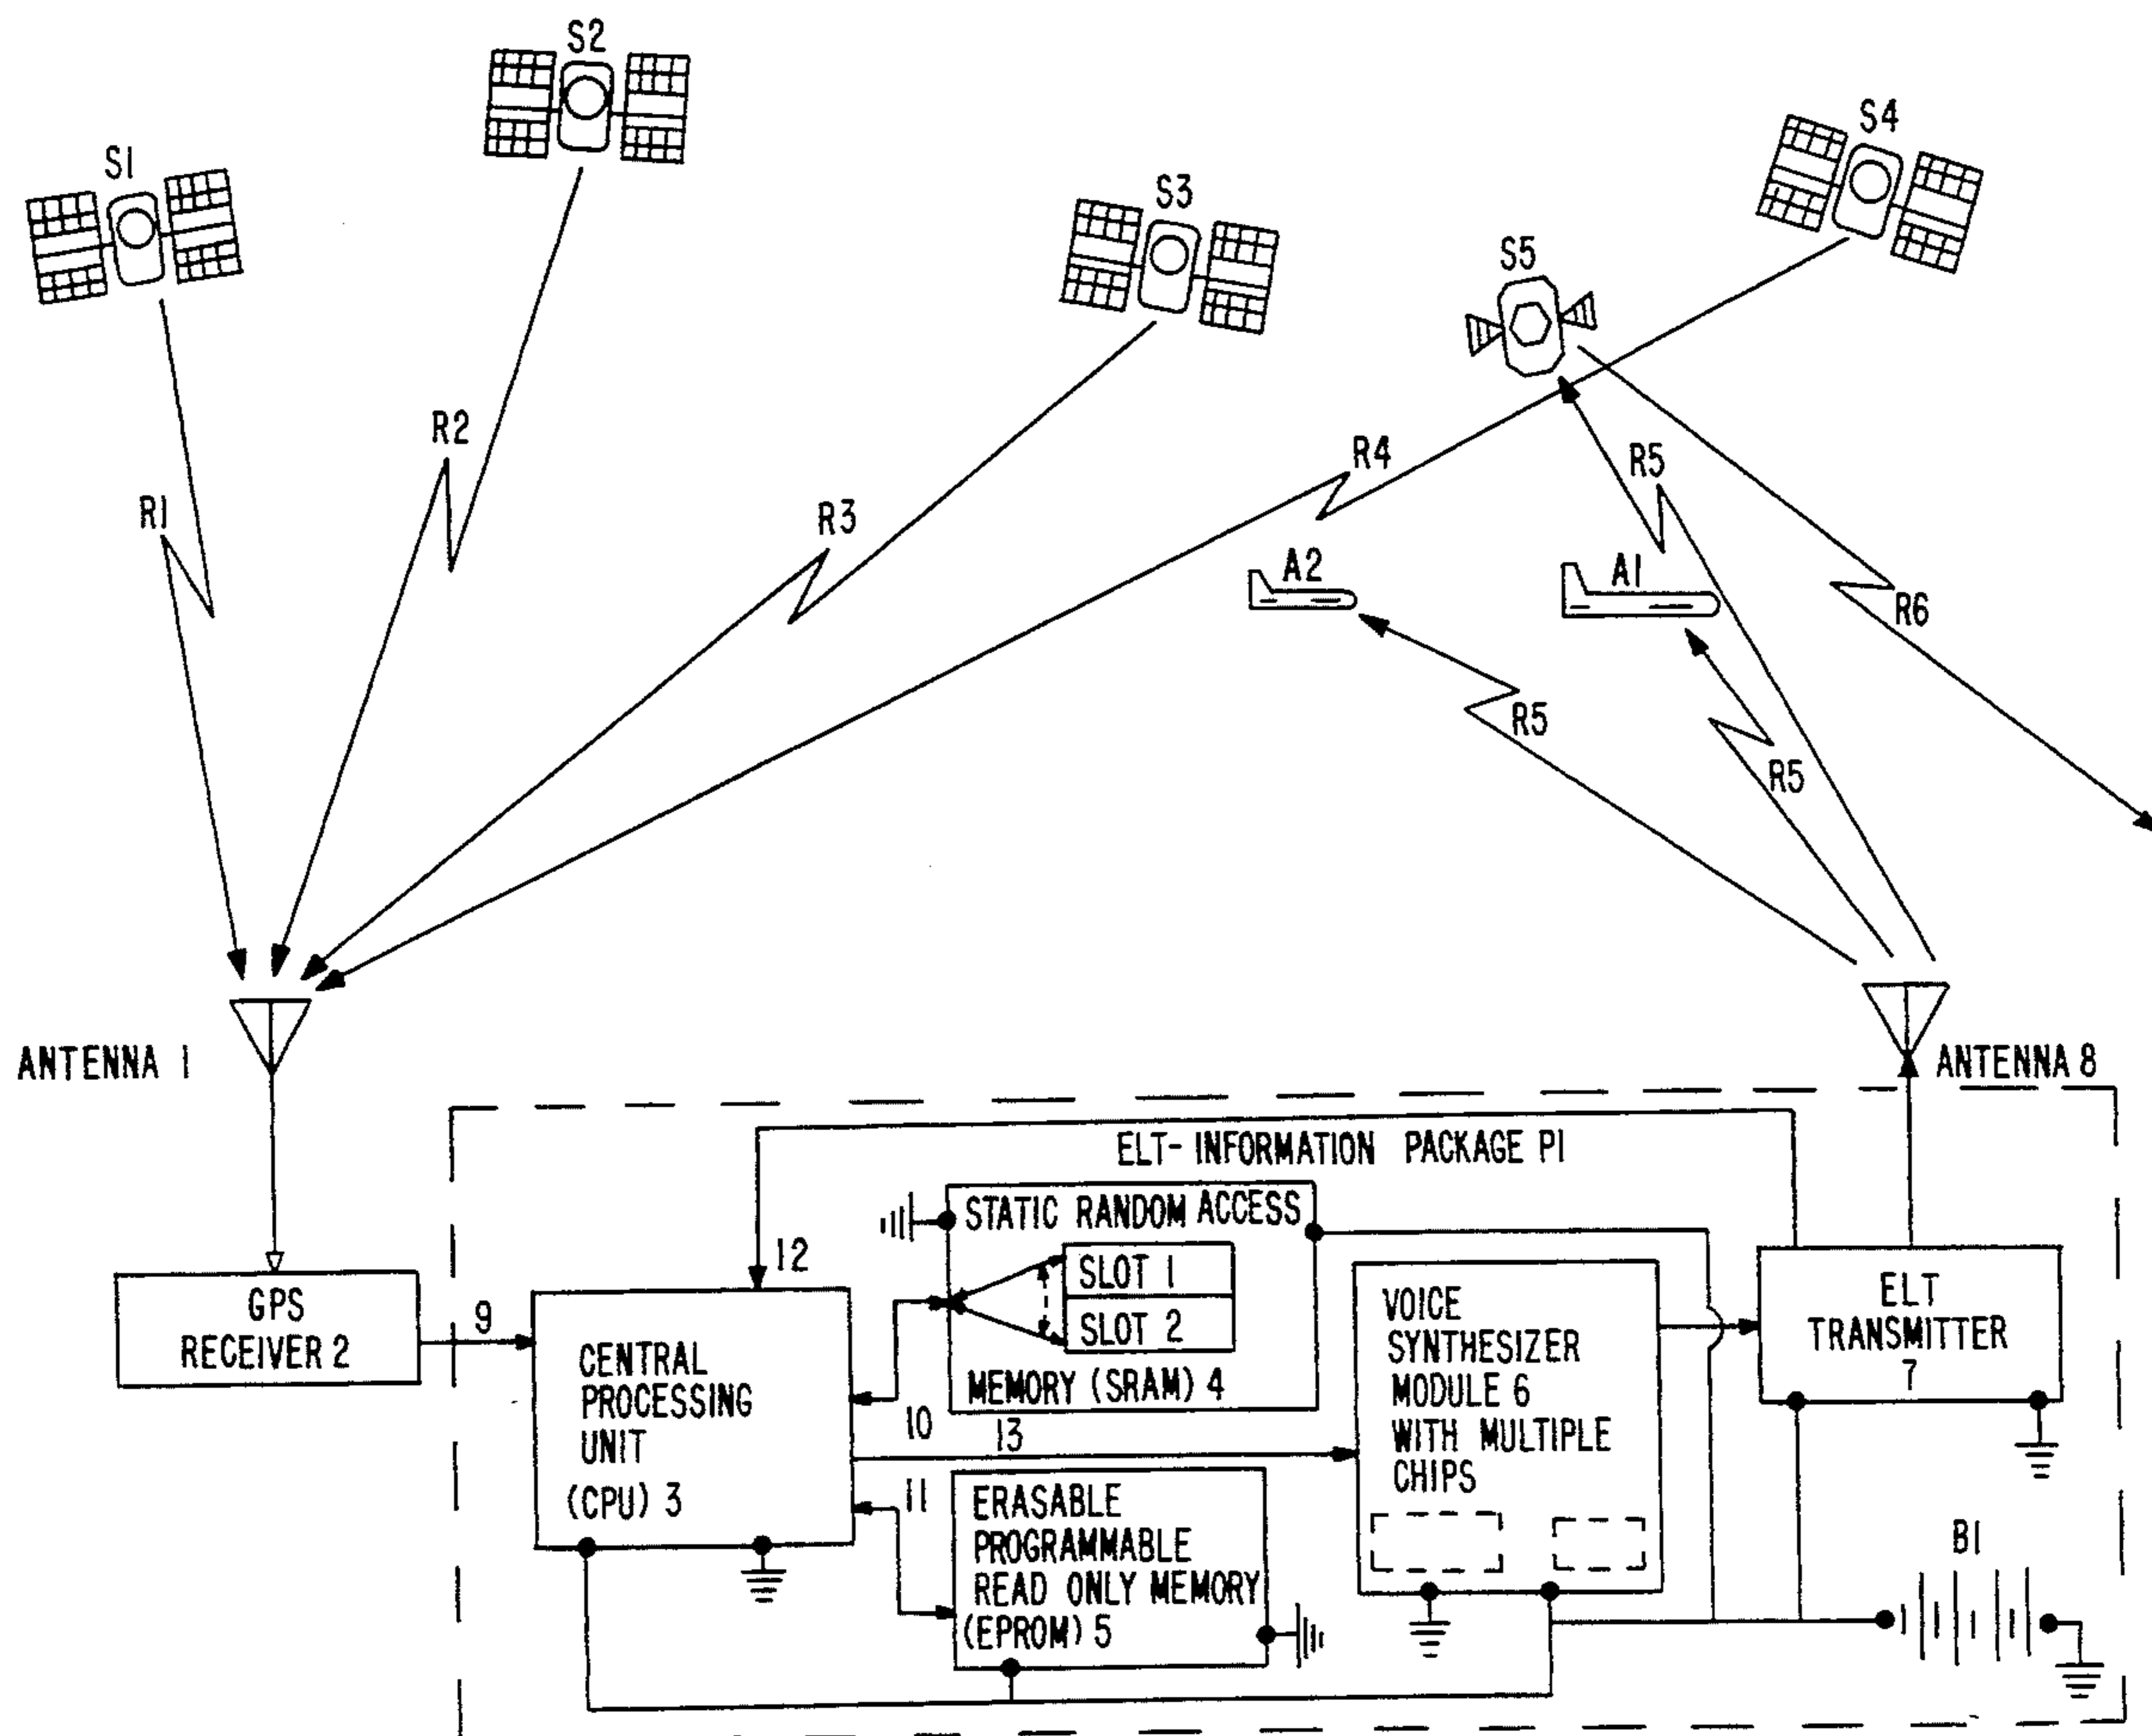 S2
S4
S1
S3
S5
R2
R4
R5
R1
R3
A2
A1
R6
R5
R5
ANTENNA 1
ANTENNA 8
ELT-INFORMATION PACKAGE P1
STATIC RANDOM ACCESS
12
SLOT 1
SLOT 2
MEMORY (SRAM) 4
GPS
RECEIVER 2
9
CENTRAL
PROCESSING
UNIT
(CPU) 3
10
13
11
VOICE
SYNTHESIZER
MODULE 6
WITH MULTIPLE
CHIPS
ELT
TRANSMITTER
7
ERASABLE
PROGRAMMABLE
READ ONLY MEMORY
(EPROM) 5
B1